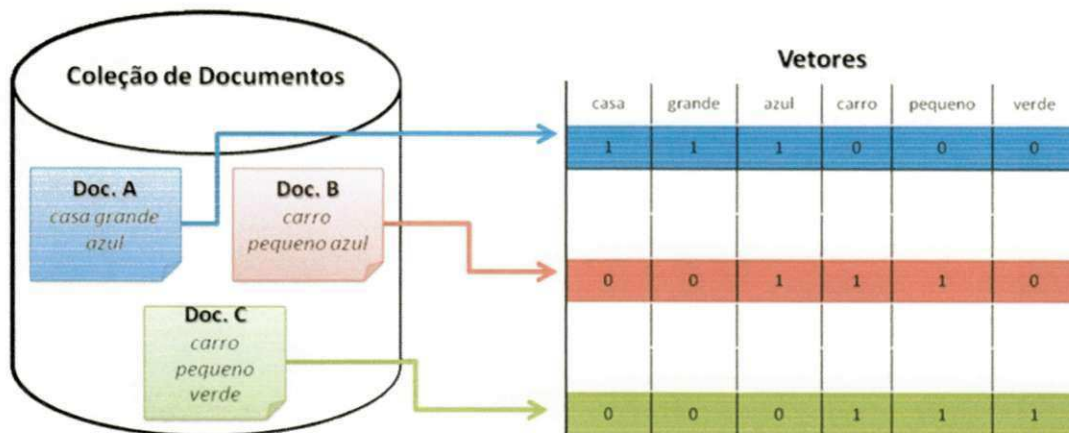 Coleção de Documentos
Doc. A
casa grande
azul
Doc. B
carro
pequeno azul
Doc. C
carro
pequeno
verde
Vetores
casa grande azul carro pequeno verde
1 1 1 0 0 0
0 0 1 1 1 0
0 0 0 1 1 1